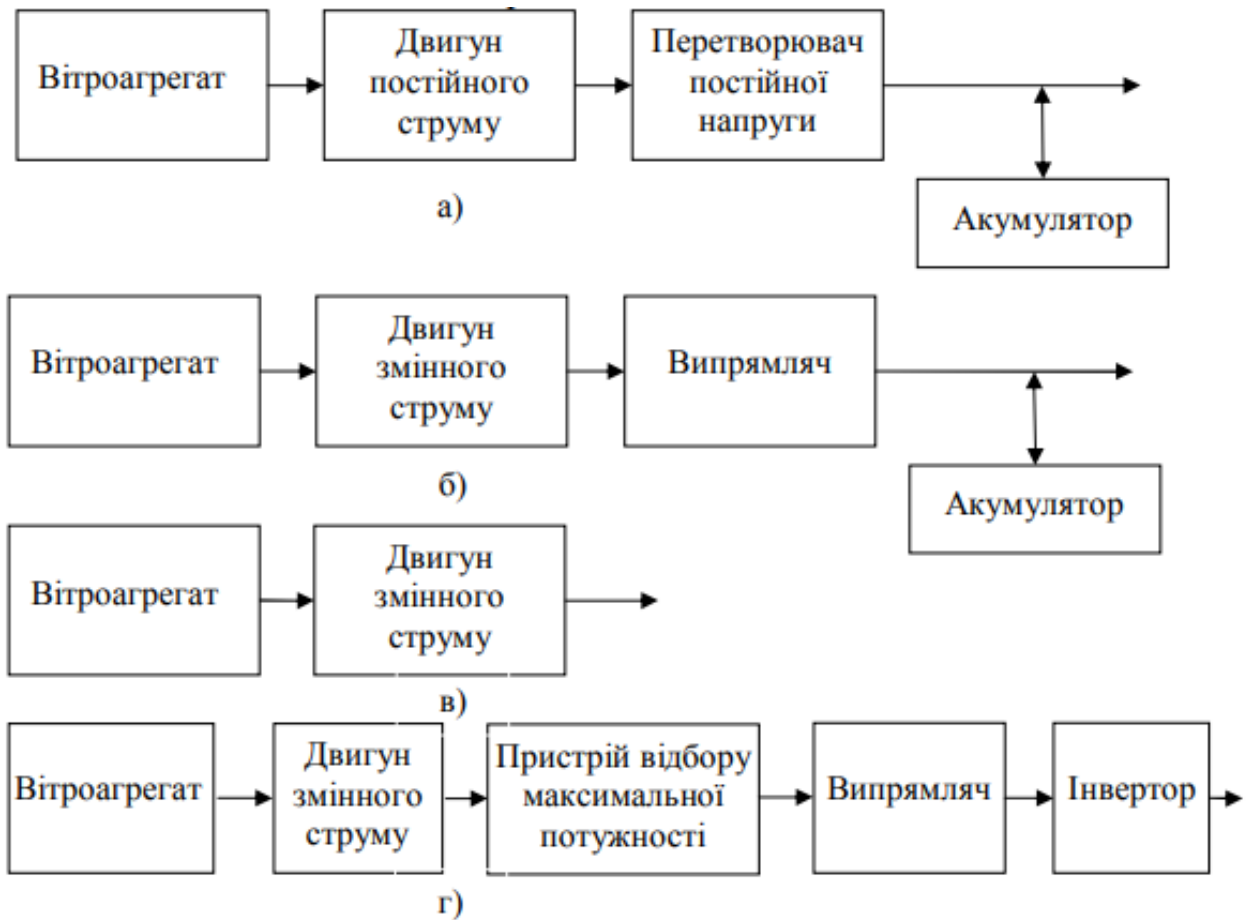 Вітроагрегат
Двигун
постійного
струму
Перетворювач
постійної
напруги
Акумулятор
а)
Вітроагрегат
Двигун
змінного
струму
Випрямляч
Акумулятор
б)
Вітроагрегат
Двигун
змінного
струму
в)
Вітроагрегат
Двигун
змінного
струму
Пристрій відбору
максимальної
потужності
Випрямляч
Інвертор
г)